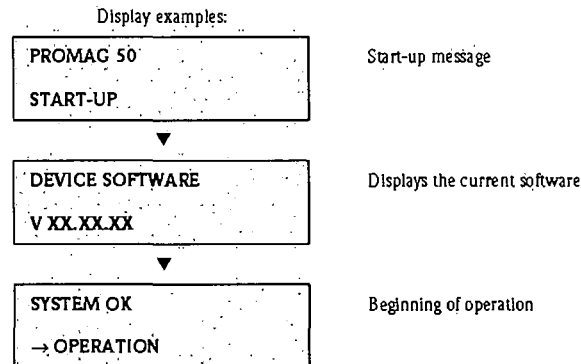 Display examples:
PROMAG 50
Start-up message
START-UP
▼
DEVICE SOFTWARE
Displays the current software
V XX.XX.XX
▼
SYSTEM OK
Beginning of operation
→ OPERATION